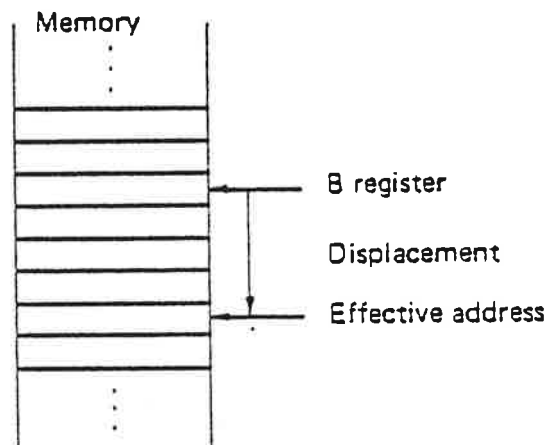 Memory
B register
Displacement
Effective address